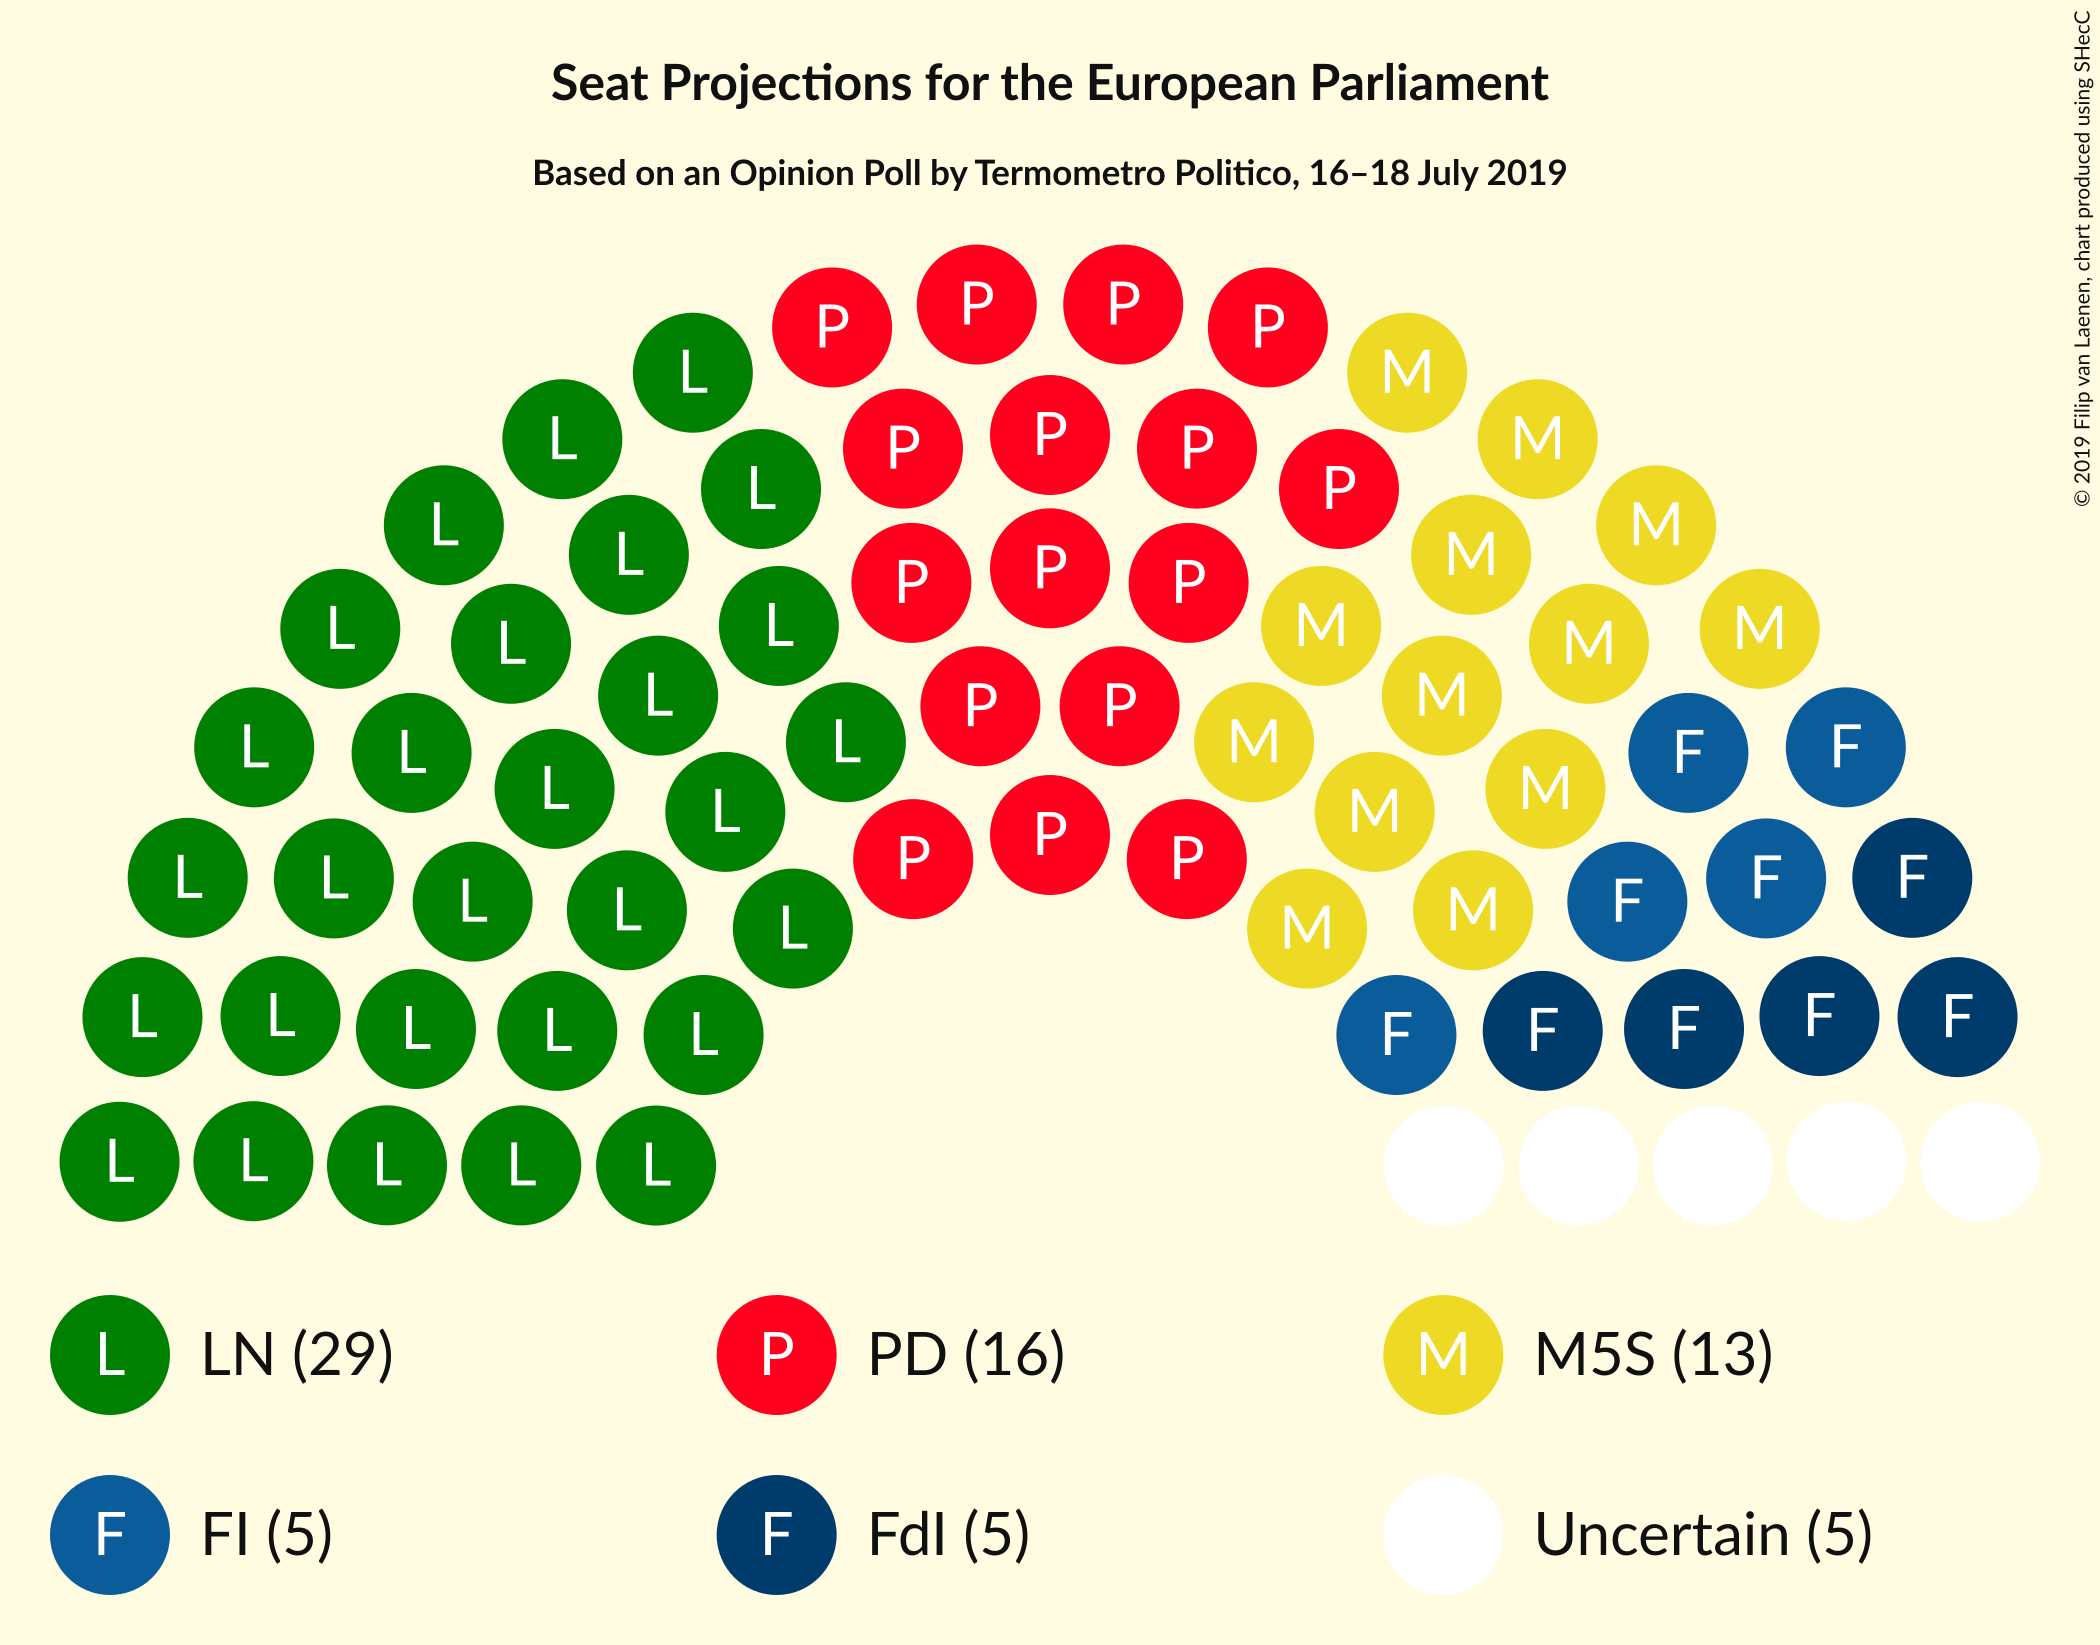 Seat Projections for the European Parliament
Based on an Opinion Poll by Termometro Politico, 16–18 July 2019
© 2019 Filip van Laenen, chart produced using SHecC
P P P P
L M
P P P
L M
L P
L M
P P P
L M
L M
L M
L M
P P
L M
L M
L F F
L M
L M
P P P
L L F F
L M
L F
L M
L L F F
L L F F
L F
L L L L L
L LN (29)
P PD (16)
M M5S (13)
F FI (5)
F FdI (5)
Uncertain (5)